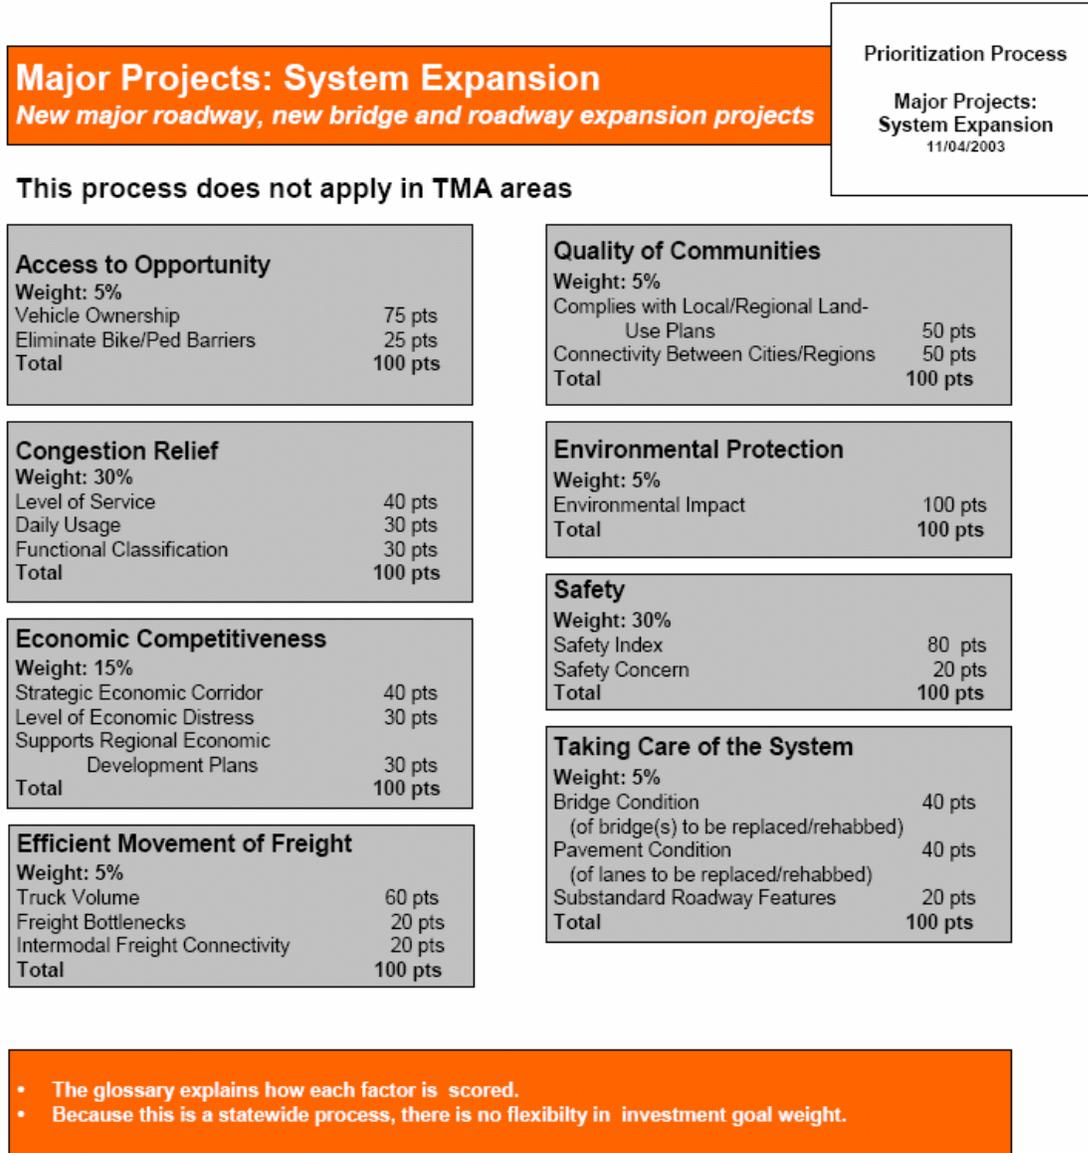 Prioritization Process
Major Projects:
System Expansion
11/04/2003
Major Projects: System Expansion
New major roadway, new bridge and roadway expansion projects
This process does not apply in TMA areas
Access to Opportunity
Weight: 5%
Vehicle Ownership 75 pts
Eliminate Bike/Ped Barriers 25 pts
Total 100 pts
Congestion Relief
Weight: 30%
Level of Service 40 pts
Daily Usage 30 pts
Functional Classification 30 pts
Total 100 pts
Economic Competitiveness
Weight: 15%
Strategic Economic Corridor 40 pts
Level of Economic Distress 30 pts
Supports Regional Economic
Development Plans 30 pts
Total 100 pts
Efficient Movement of Freight
Weight: 5%
Truck Volume 60 pts
Freight Bottlenecks 20 pts
Intermodal Freight Connectivity 20 pts
Total 100 pts
Quality of Communities
Weight: 5%
Complies with Local/Regional Land-
Use Plans 50 pts
Connectivity Between Cities/Regions 50 pts
Total 100 pts
Environmental Protection
Weight: 5%
Environmental Impact 100 pts
Total 100 pts
Safety
Weight: 30%
Safety Index 80 pts
Safety Concern 20 pts
Total 100 pts
Taking Care of the System
Weight: 5%
Bridge Condition 40 pts
(of bridge(s) to be replaced/rehabbed)
Pavement Condition 40 pts
(of lanes to be replaced/rehabbed)
Substandard Roadway Features 20 pts
Total 100 pts
• The glossary explains how each factor is scored.
• Because this is a statewide process, there is no flexibilty in investment goal weight.